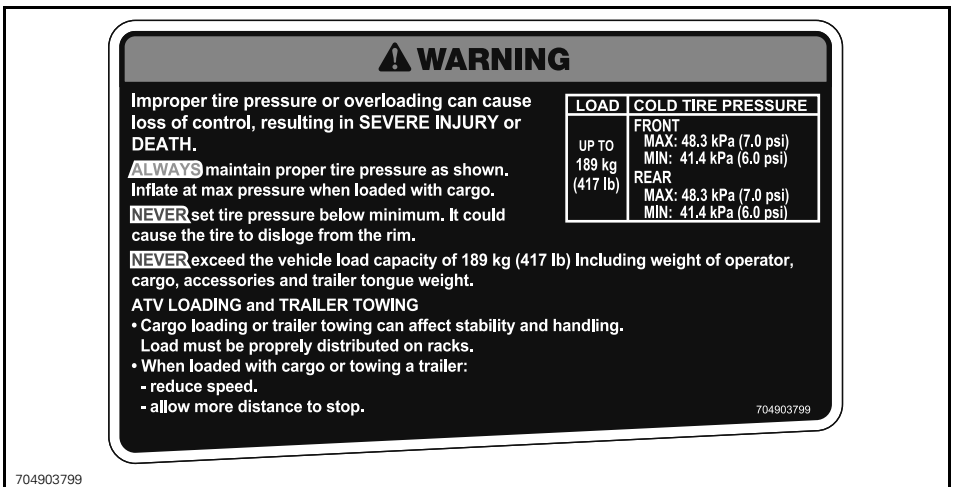 WARNING
Improper tire pressure or overloading can cause
loss of control, resulting in SEVERE INJURY or
DEATH.
ALWAYS maintain proper tire pressure as shown.
Inflate at max pressure when loaded with cargo.
NEVER set tire pressure below minimum. It could
cause the tire to disloge from the rim.
LOAD COLD TIRE PRESSURE
UP TO
189 kg
(417 lb)
FRONT
MAX: 48.3 kPa (7.0 psi)
MIN: 41.4 kPa (6.0 psi)
REAR
MAX: 48.3 kPa (7.0 psi)
MIN: 41.4 kPa (6.0 psi)
NEVER exceed the vehicle load capacity of 189 kg (417 lb) Including weight of operator,
cargo, accessories and trailer tongue weight.
ATV LOADING and TRAILER TOWING
• Cargo loading or trailer towing can affect stability and handling.
Load must be proprely distributed on racks.
• When loaded with cargo or towing a trailer:
- reduce speed.
- allow more distance to stop.
704903799
704903799